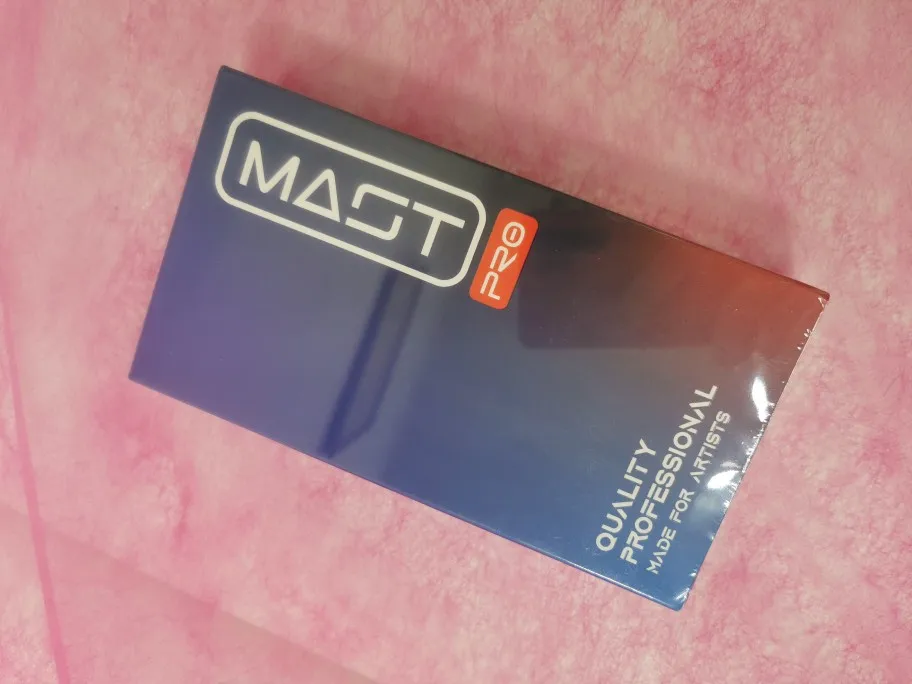 MAST
PRO
QUALITY
PROFESSIONAL
MADE FOR ARTISTS